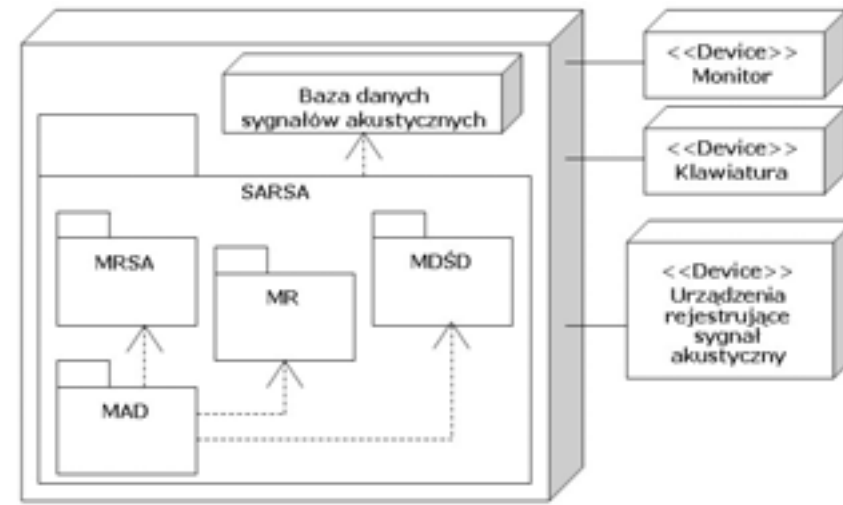 Baza danych
sygnałów akustycznych
SARSA
MRSA
MR
MDŚD
MAD
<<Device>>
Monitor
<<Device>>
Klawiatura
<<Device>>
Urządzenia
rejestrujące
sygnał
akustyczny